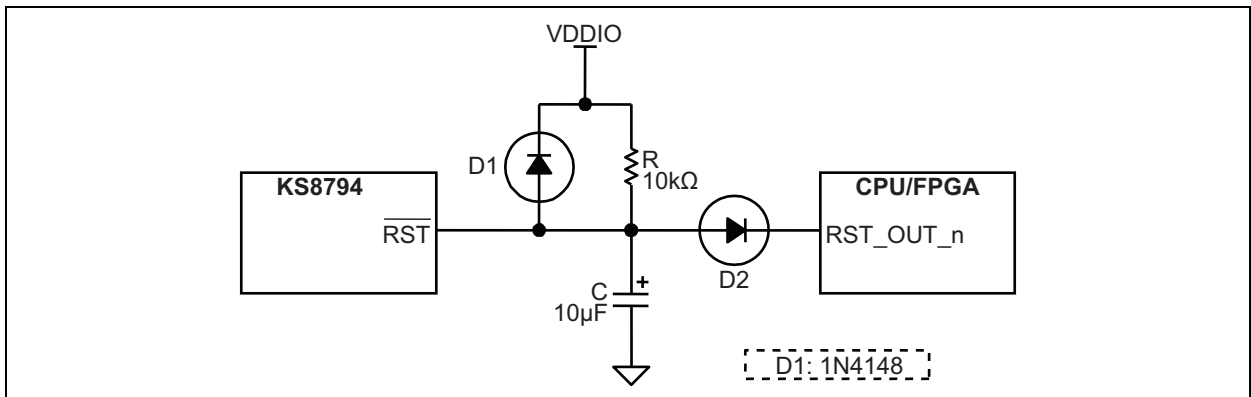 VDDIO
D1
R
10kΩ
KS8794
RST
CPU/FPGA
RST_OUT_n
D2
C
+
10µF
D1: 1N4148